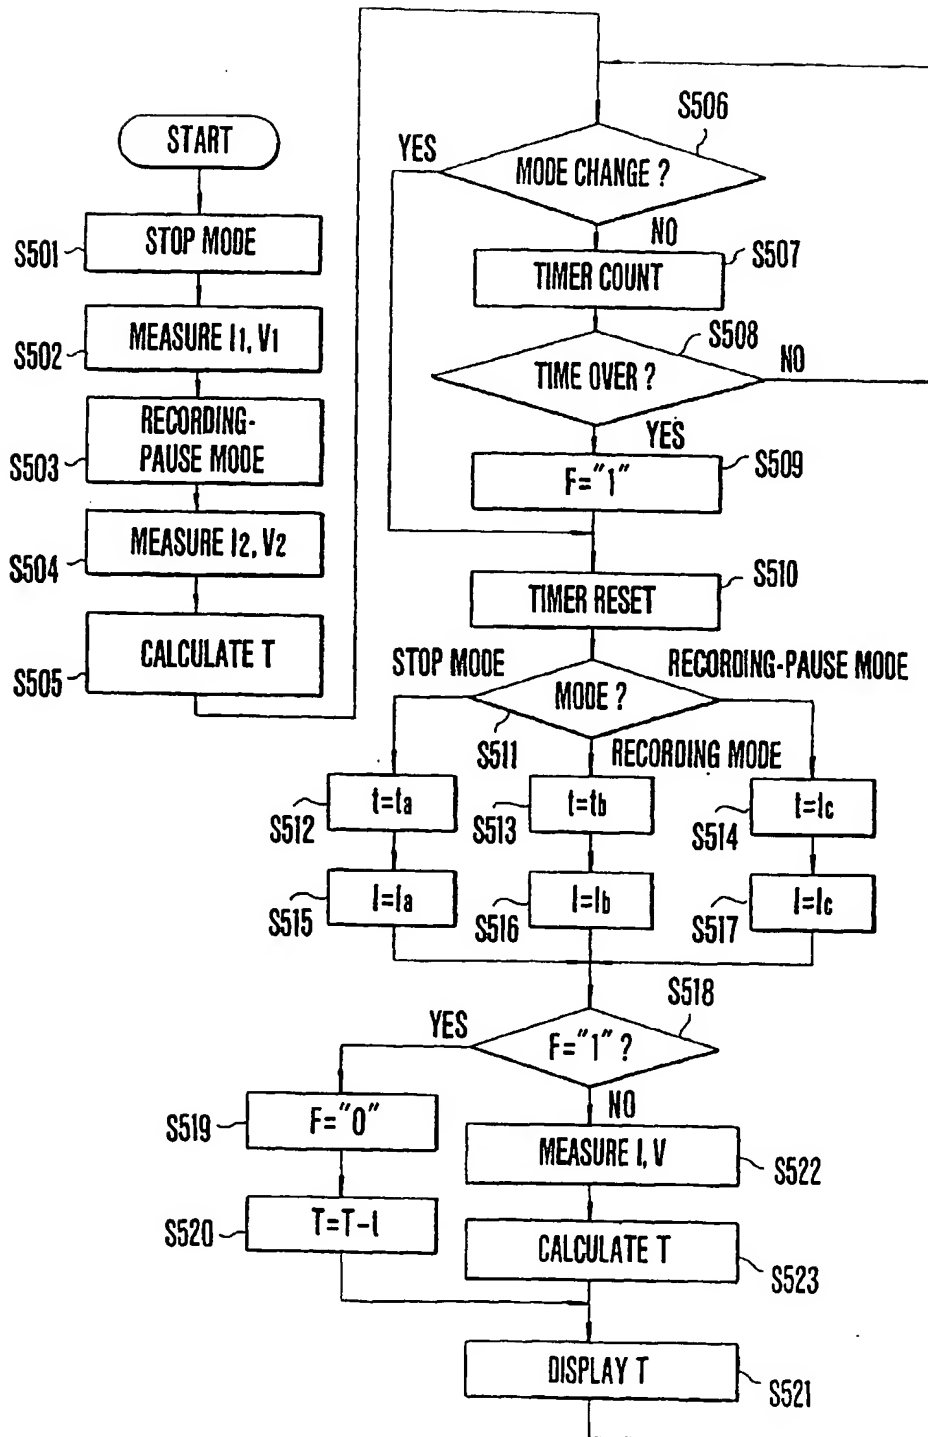 START
S501
STOP MODE
S502
MEASURE I1, V1
S503
RECORDING-
PAUSE MODE
S504
MEASURE I2, V2
S505
CALCULATE T
S506
YES
MODE CHANGE ?
NO
S507
TIMER COUNT
S508
TIME OVER ?
NO
YES
S509
F="1"
S510
TIMER RESET
STOP MODE
RECORDING-PAUSE MODE
MODE ?
S511
RECORDING MODE
S512
t=ta
S513
t=tb
S514
t=tc
S515
I=Ia
S516
I=Ib
S517
I=Ic
S518
YES
F="1" ?
NO
S519
F="0"
MEASURE I, V
S522
S520
T=T-t
CALCULATE T
S523
DISPLAY T
S521